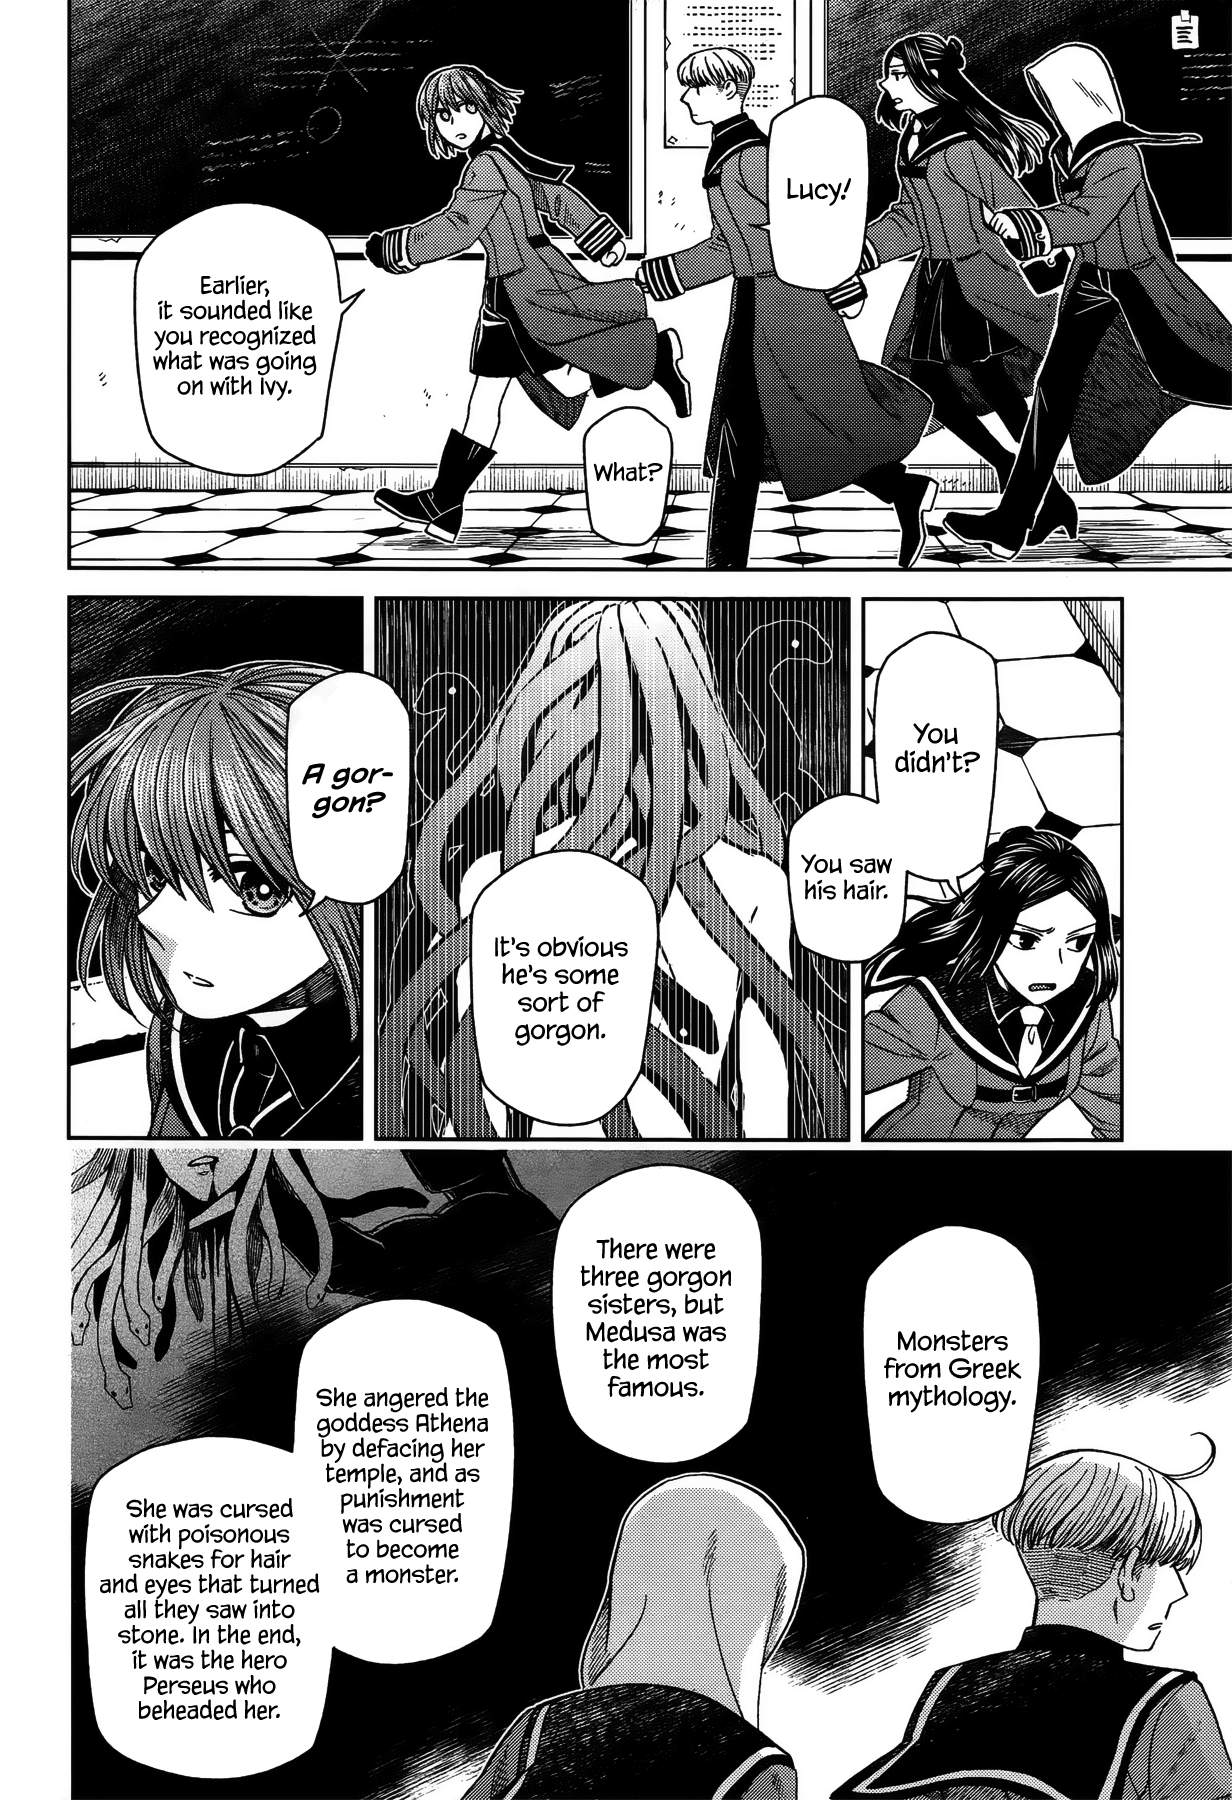 Lucy!
Earlier,
it sounded like
you recognized
what was going
on with Ivy.
What?
You
didn't?
You saw
his hair.
It's obvious
he's some
sort of
gorgon.
A gor-
gon?
Monsters
from Greek
mythology.
There were
three gorgon
sisters, but
Medusa was
the most
famous.
She angered the
goddess Athena
by defacing her
temple, and as
punishment
was cursed
to become
a monster.
She was cursed
with poisonous
snakes for hair
and eyes that turned
all they saw into
stone. In the end,
it was the hero
Perseus who
beheaded her.